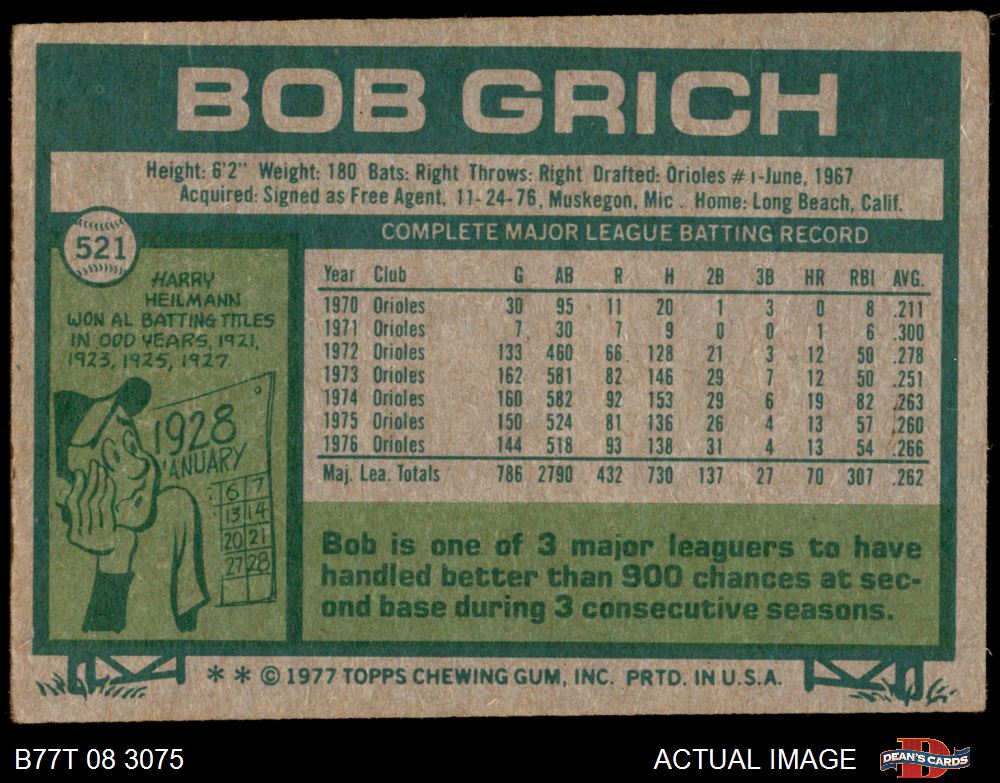 BOB GRICH
Height: 6'2" Weight: 180 Bats: Right Throws: Right Drafted: Orioles #1-June, 1967
Acquired: Signed as Free Agent, 11-24-76, Muskegon, Mic . Home: Long Beach, Calif.
521
HARRY
HEILMANN
WON AL BATTING TITLES
IN ODD YEARS, 1921,
1923, 1925, 1927.
1928
JANUARY
6 7
13 14
20 21
27 28
COMPLETE MAJOR LEAGUE BATTING RECORD
Year Club G AB R H 2B 3B HR RBI AVG.
1970 Orioles 30 95 11 20 1 3 0 8 .211
1971 Orioles 7 30 7 9 0 0 1 6 .300
1972 Orioles 133 460 66 128 21 3 12 50 .278
1973 Orioles 162 581 82 146 29 7 12 50 .251
1974 Orioles 160 582 92 153 29 6 19 82 .263
1975 Orioles 150 524 81 136 26 4 13 57 .260
1976 Orioles 144 518 93 138 31 4 13 54 .266
Maj. Lea. Totals 786 2790 432 730 137 27 70 307 .262
Bob is one of 3 major leaguers to have
handled better than 900 chances at sec-
ond base during 3 consecutive seasons.
* * © 1977 TOPPS CHEWING GUM, INC. PRTD. IN U.S.A.
B77T 08 3075
ACTUAL IMAGE
DEAN'S CARDS